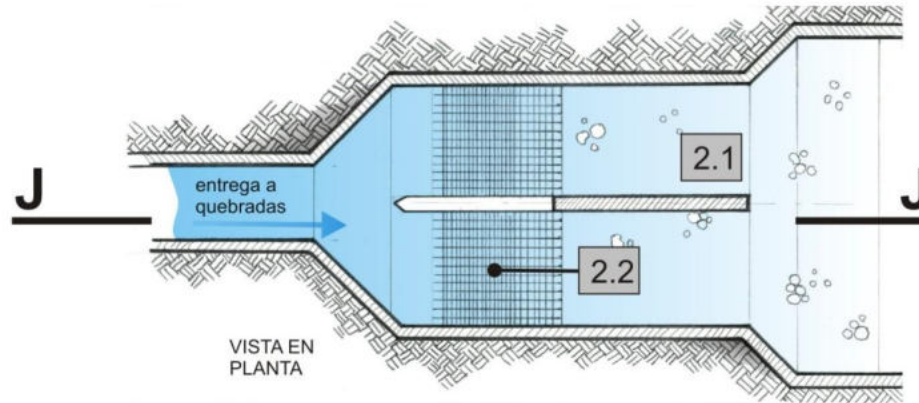 2.1
J
entrega a
quebradas
J
2.2
VISTA EN
PLANTA